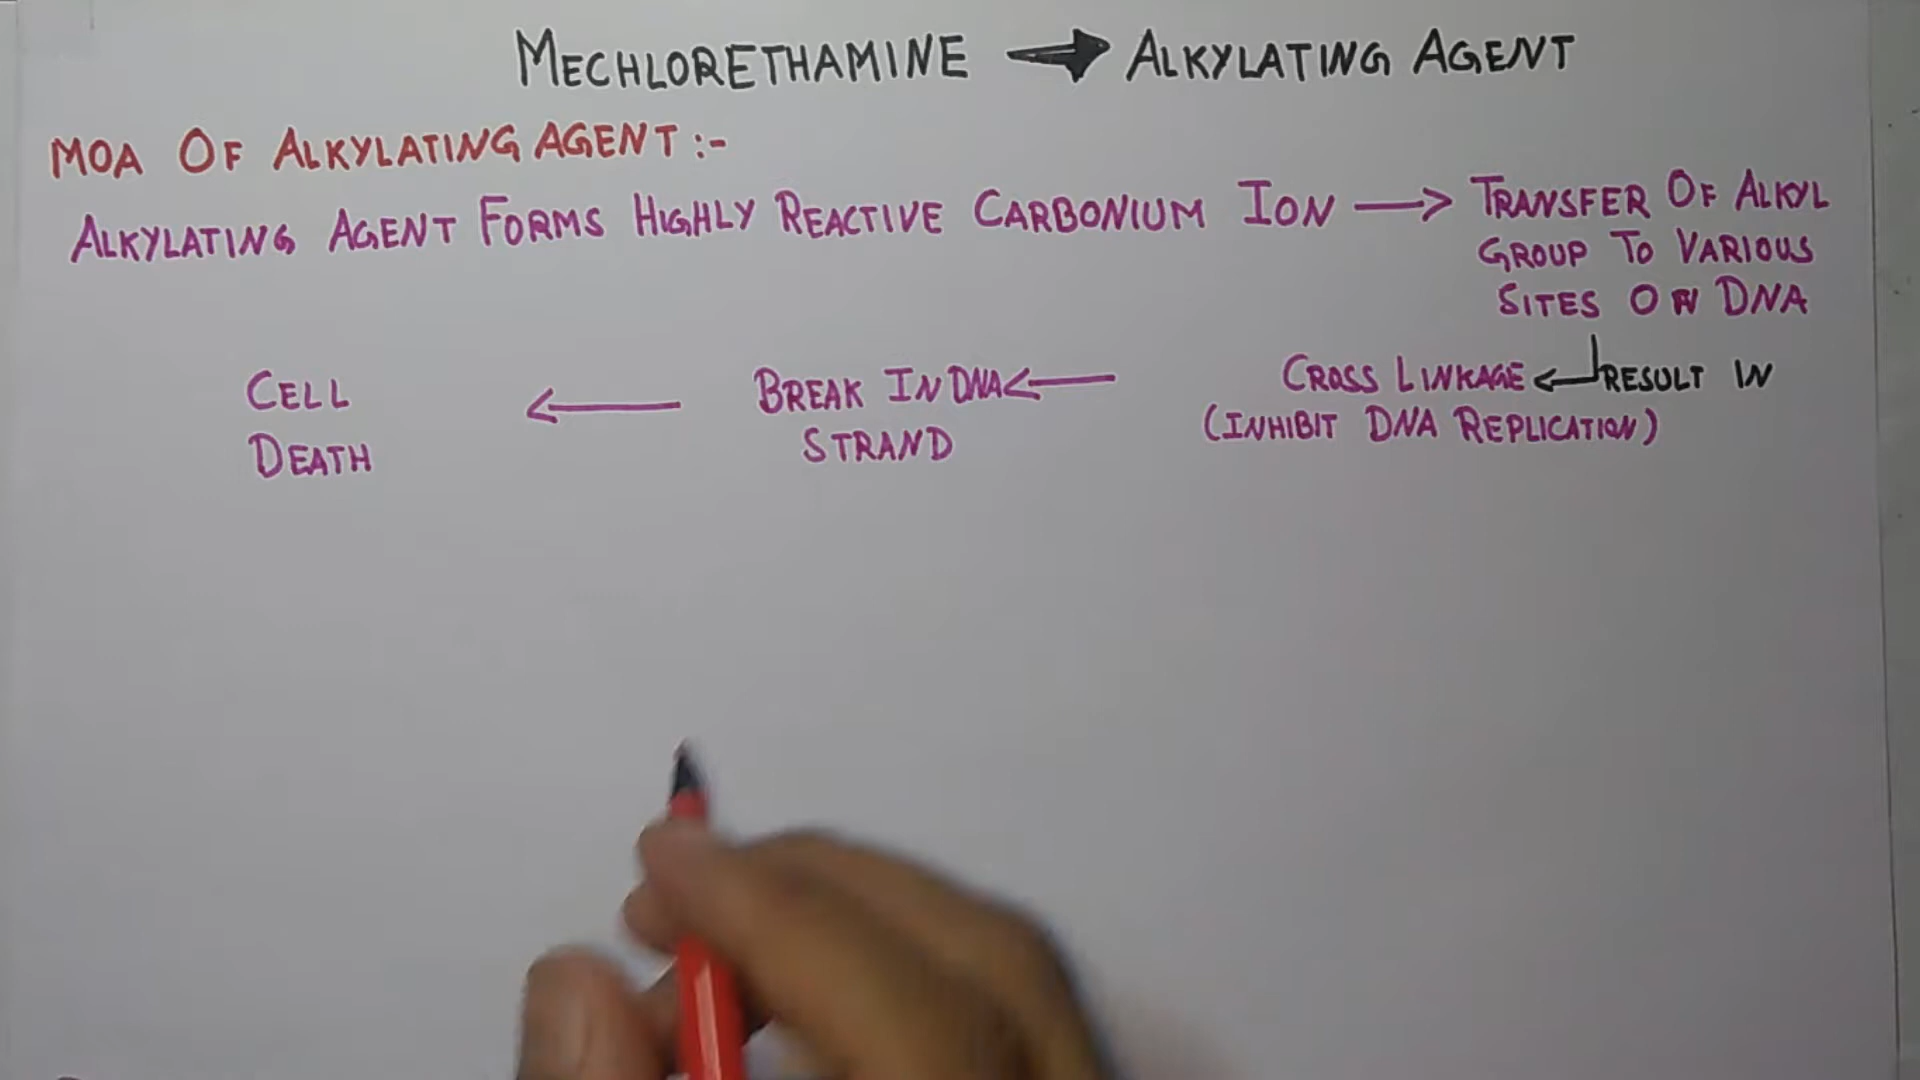 MECHLORETHAMINE → ALKYLATING AGENT
MOA OF ALKYLATING AGENT :-
ALKYLATING AGENT FORMS HIGHLY REACTIVE CARBONIUM ION → TRANSFER OF ALKYL
GROUP TO VARIOUS
SITES ON DNA
RESULT IN
CROSS LINKAGE
(INHIBIT DNA REPLICATION)
BREAK IN DNA
STRAND
CELL
DEATH